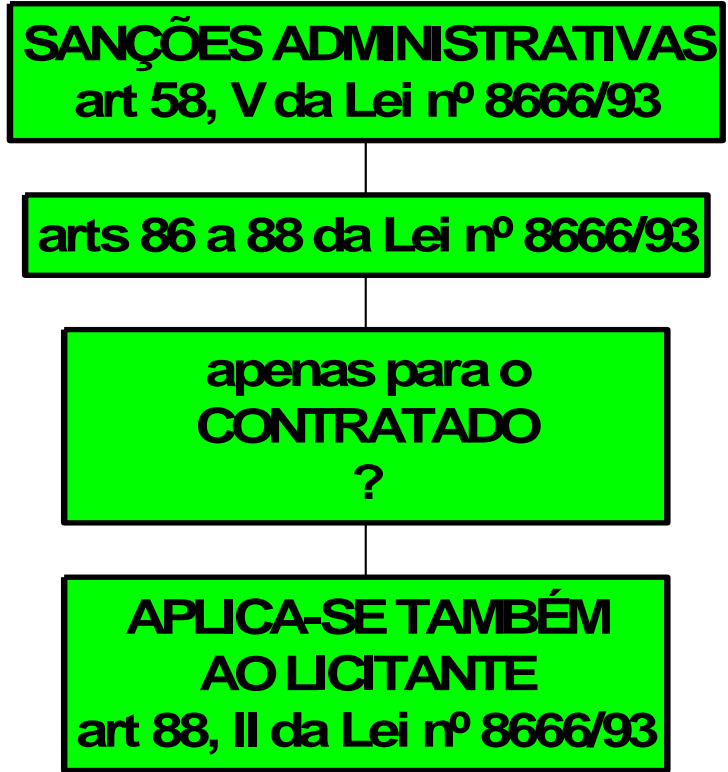 SANÇÕES ADMINISTRATIVAS
art 58, V da Lei nº 8666/93
arts 86 a 88 da Lei nº 8666/93
apenas para o
CONTRATADO
?
APLICA-SE TAMBÉM
AO LICITANTE
art 88, II da Lei nº 8666/93